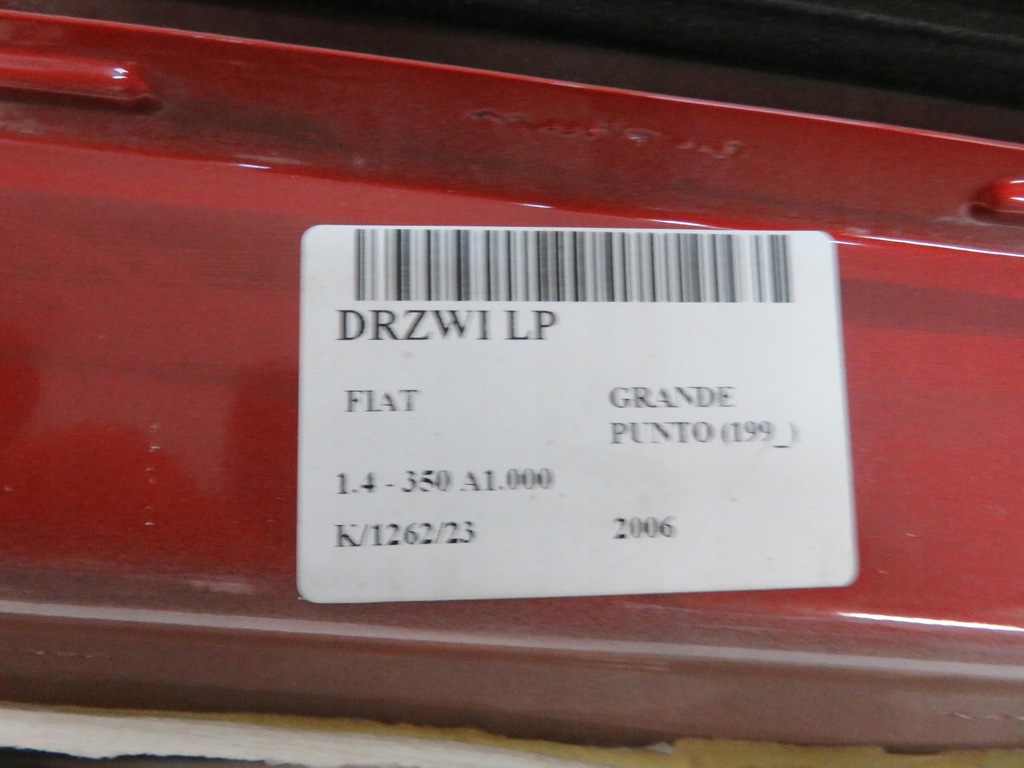 DRZWI LP
FIAT
GRANDE
PUNTO (199_)
1.4 - 350 A1.000
K/1262/23
2006